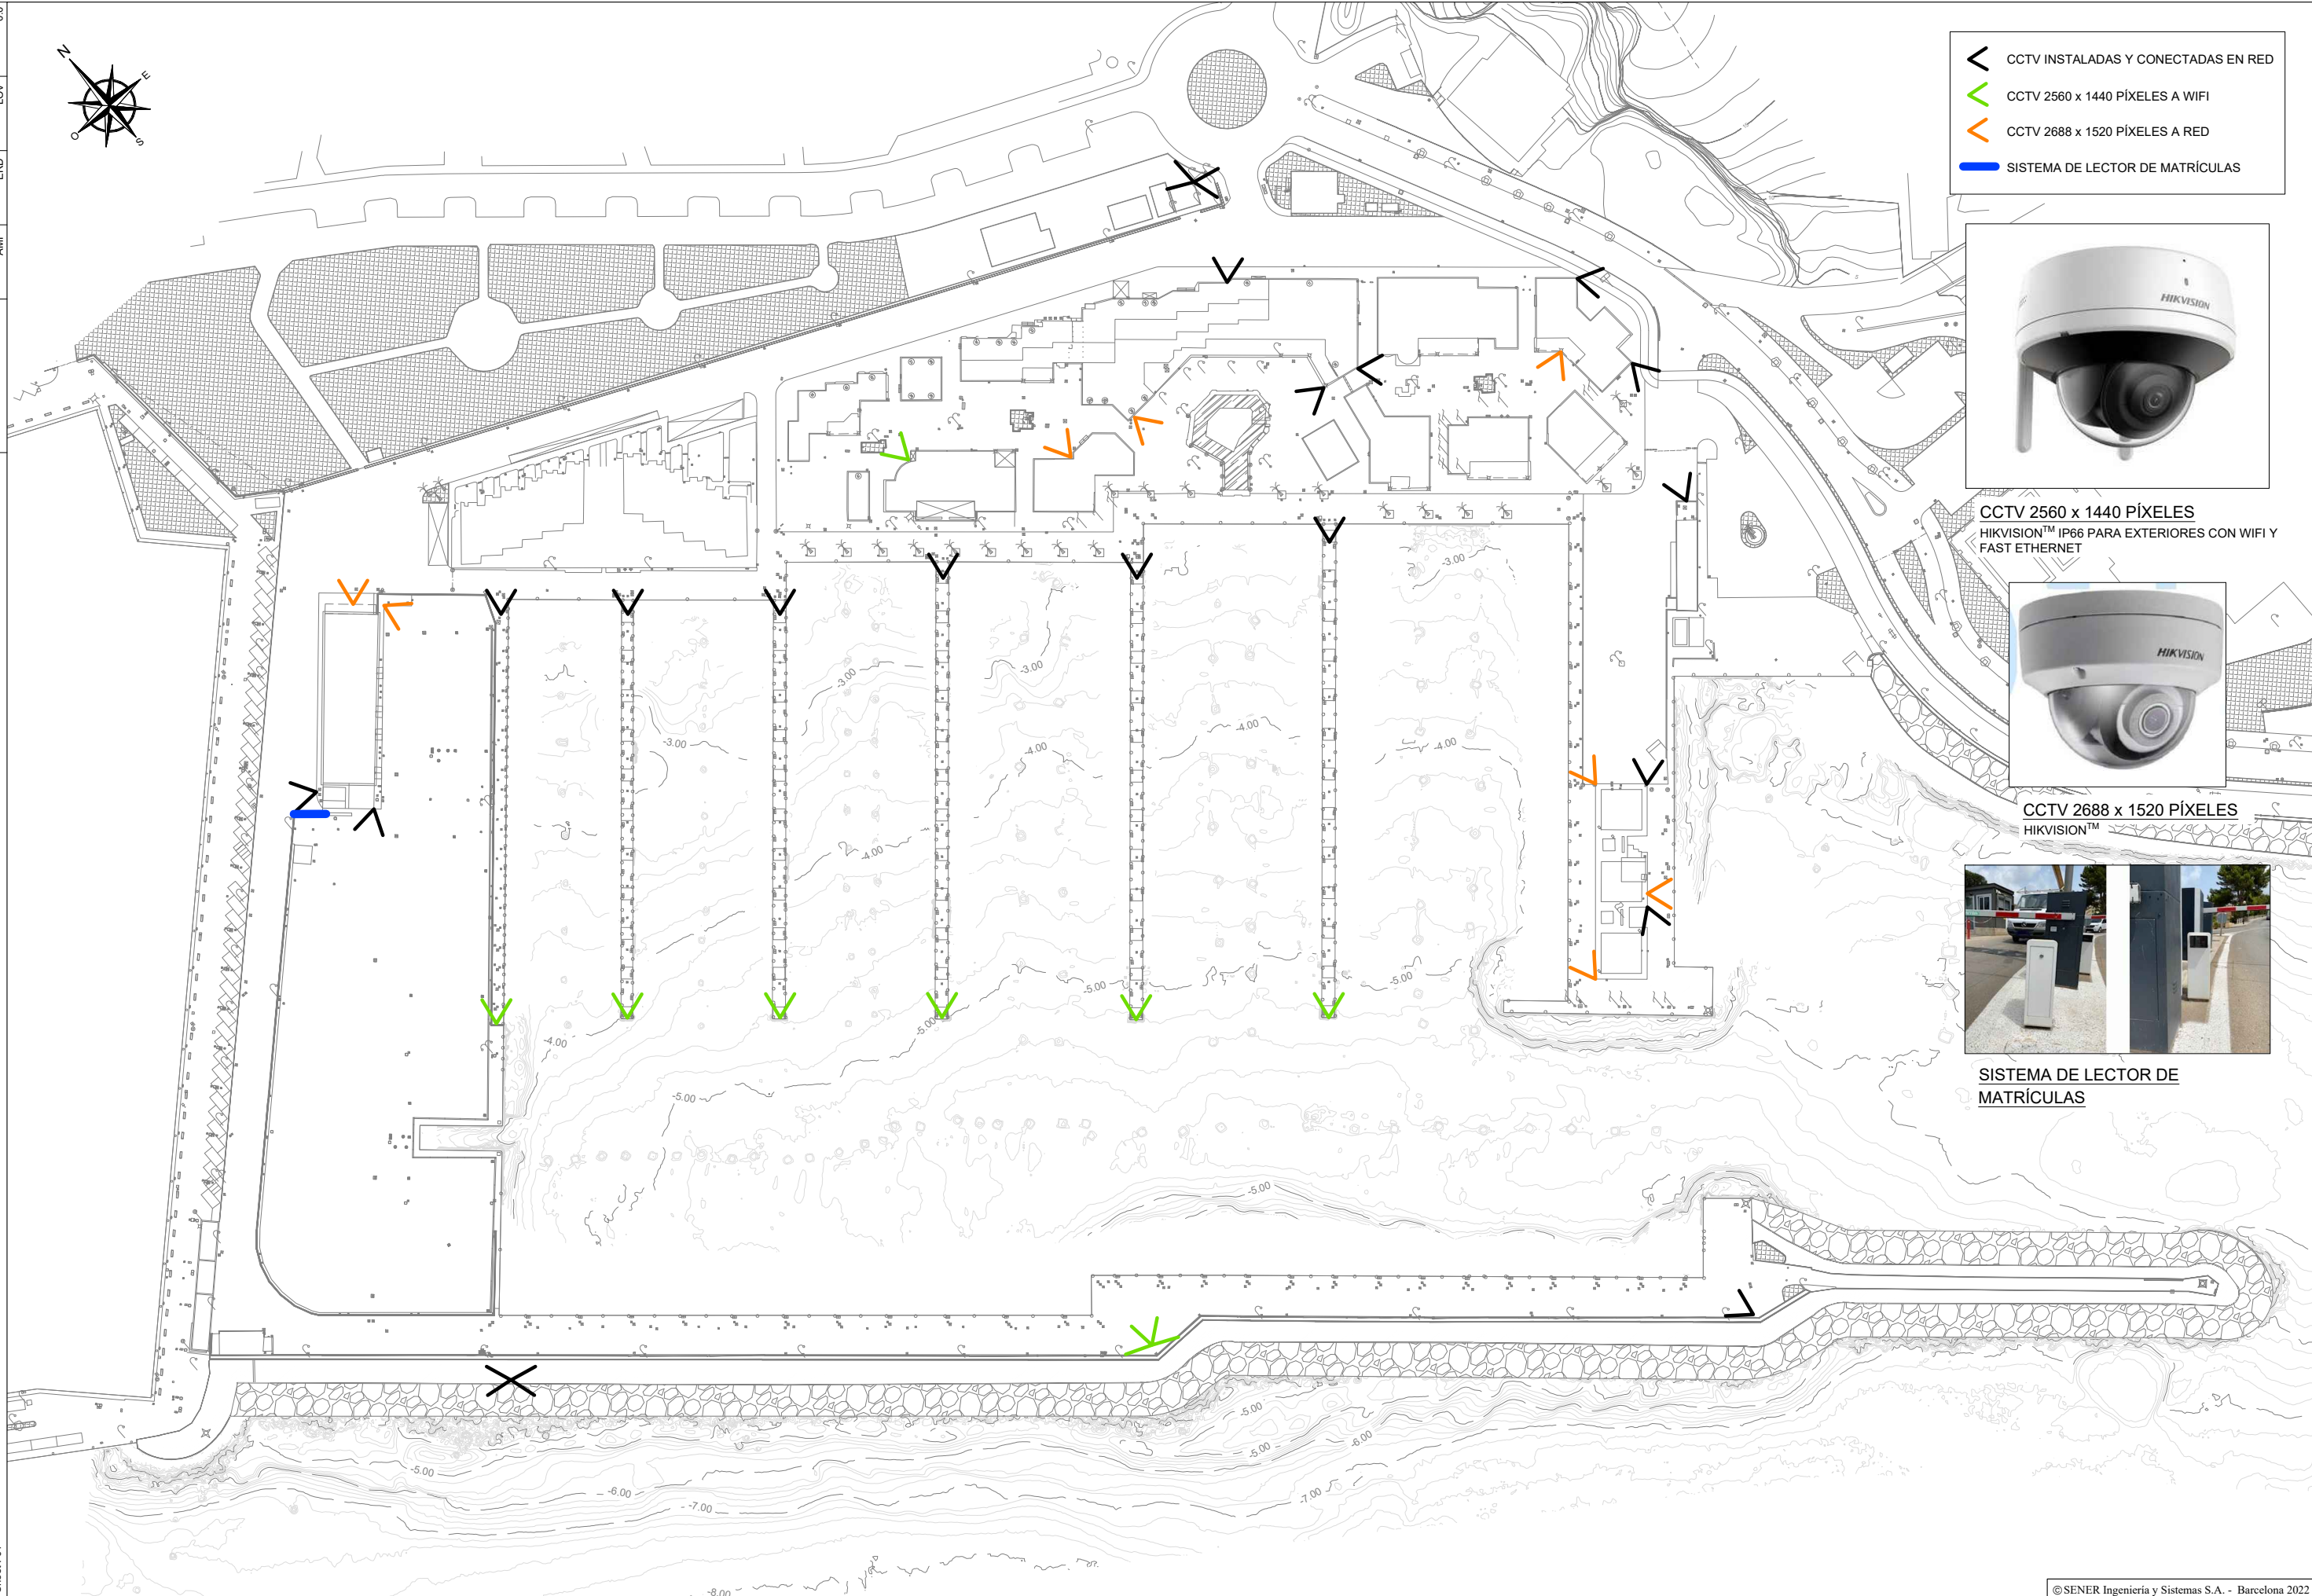 N
E
O
S
CCTV INSTALADAS Y CONECTADAS EN RED
CCTV 2560 x 1440 PÍXELES A WIFI
CCTV 2688 x 1520 PÍXELES A RED
SISTEMA DE LECTOR DE MATRÍCULAS
HIKVISION
CCTV 2560 x 1440 PÍXELES
HIKVISION™ IP66 PARA EXTERIORES CON WIFI Y
FAST ETHERNET
HIKVISION
CCTV 2688 x 1520 PÍXELES
HIKVISION™
SISTEMA DE LECTOR DE
MATRÍCULAS
-3.00
-3.00
-3.00
-3.00
-4.00
-4.00
-4.00
-4.00
-5.00
-5.00
-5.00
-4.00
-5.00
-5.00
-5.00
-5.00
-6.00
-5.00
-6.00
-7.00
-7.00
-8.00
©SENER Ingeniería y Sistemas S.A. - Barcelona 2022